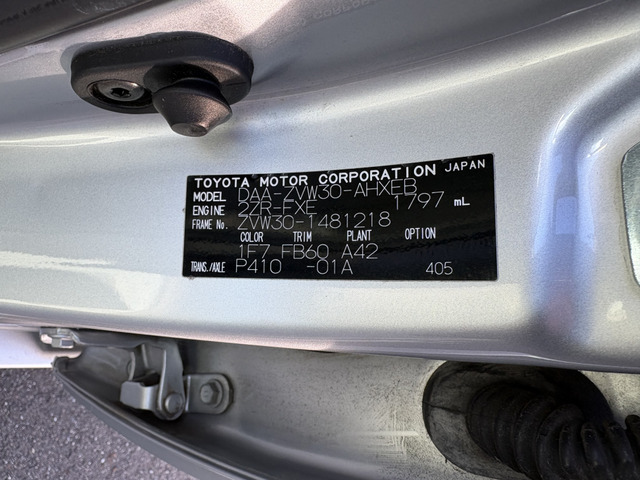 TOYOTA MOTOR CORPORATION JAPAN
MODEL DAA-ZVW30-AHXEB
ENGINE 2ZR-FXE 1797 mL
FRAME No. ZVW30-1481218
COLOR TRIM PLANT OPTION
1F7 FB60 A42
TRANS./AXLE P410 -01A 405